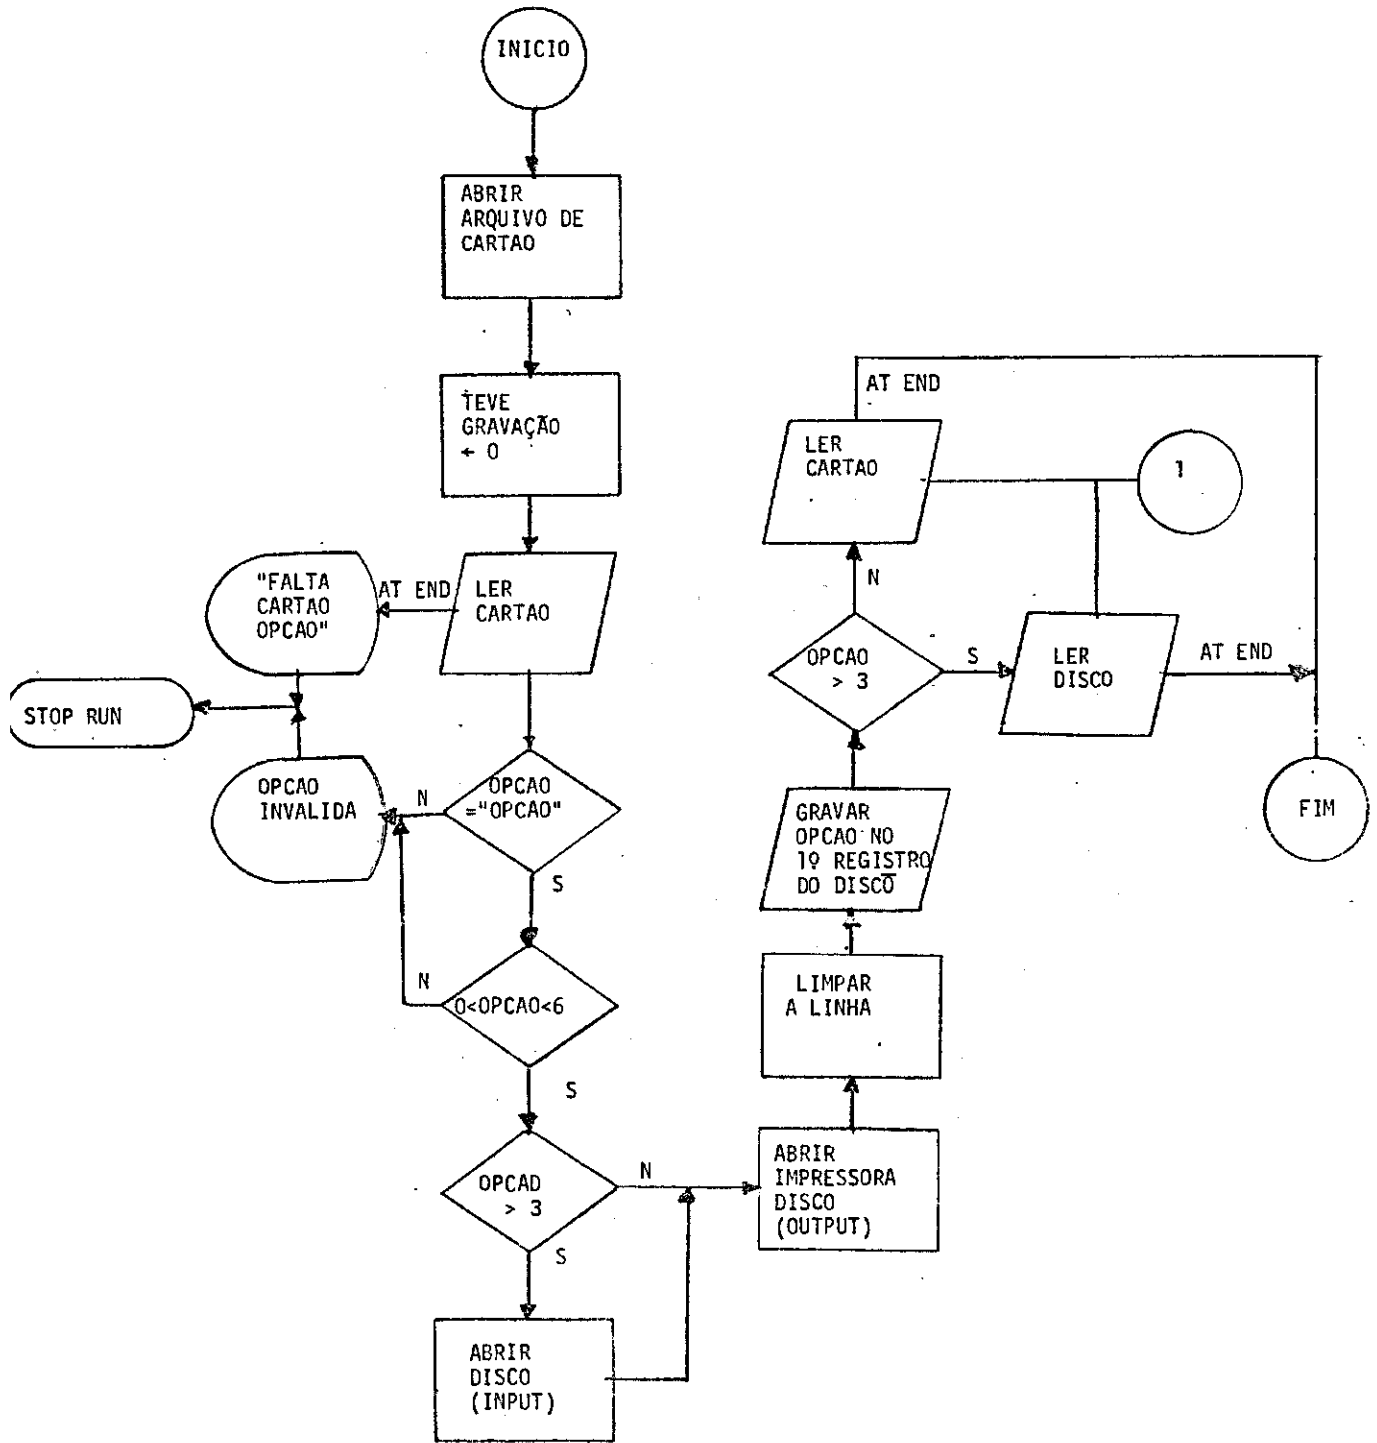 INICIO
ABRIR
ARQUIVO DE
CARTAO
TEVE
GRAVAÇÃO
← 0
LER
CARTAO
AT END
"FALTA
CARTAO
OPCAO"
STOP RUN
OPCAO
INVALIDA
N
OPCAO
="OPCAO"
S
N
0<OPCAO<6
S
OPCAO
> 3
N
S
ABRIR
DISCO
(INPUT)
ABRIR
IMPRESSORA
DISCO
(OUTPUT)
LIMPAR
A LINHA
GRAVAR
OPCAO NO
1º REGISTRO
DO DISCO
OPCAO
> 3
N
S
LER
CARTAO
AT END
1
LER
DISCO
AT END
FIM